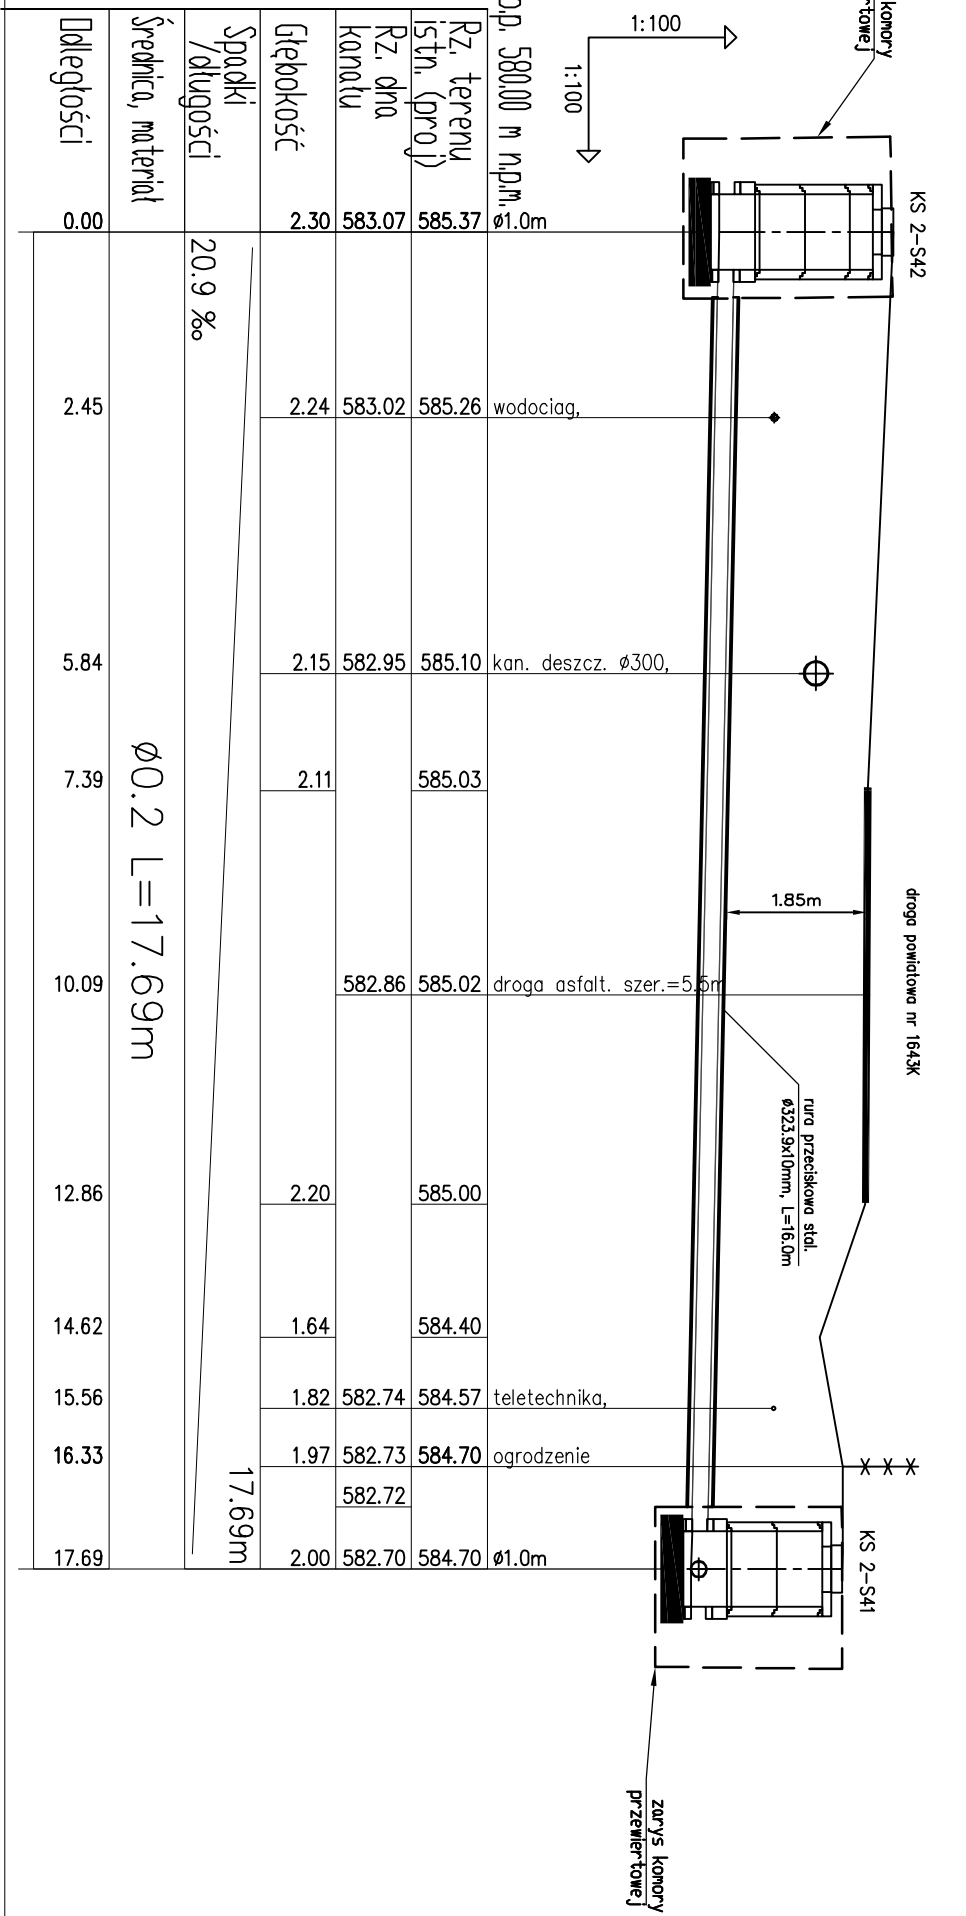 komory
rtowej
KS 2-S42
1:100
1:100
droga powiatowa nr 1643K
1.85m
rura przeciskowa stal.
ø323.9x10mm, L=16.0m
KS 2-S41
zarys komory
przewiertowej
p.p. 580.00 m n.p.m.
ø1.0m
wodociag,
kan. deszcz. ø300,
droga asfalt. szer.=5.5m
teletechnika,
ogrodzenie
ø1.0m
Rz. terenu
istn. (proj)
585.37
585.26
585.10
585.03
585.02
585.00
584.40
584.57
584.70
584.70
Rz. dna
kanału
583.07
583.02
582.95
582.86
582.74
582.73
582.72
582.70
Głębokość
2.30
2.24
2.15
2.11
2.20
1.64
1.82
1.97
2.00
Spadki
/długości
20.9 ‰
17.69m
Średnica, materiał
Ø0.2 L=17.69m
Odległości
0.00
2.45
5.84
7.39
10.09
12.86
14.62
15.56
16.33
17.69